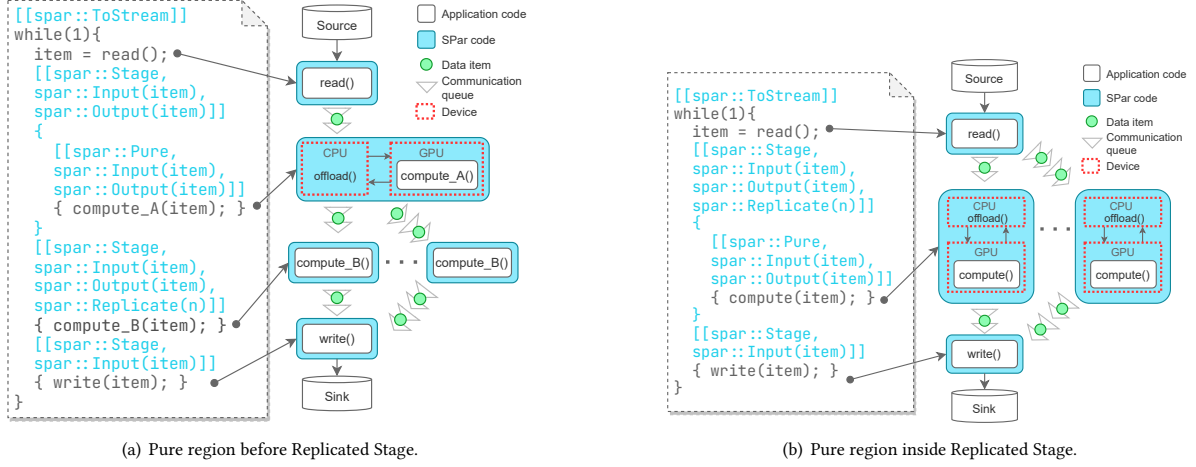 [[spar::ToStream]]
while(1){
item = read();
[[spar::Stage,
spar::Input(item),
spar::Output(item)]]
{
[[spar::Pure,
spar::Input(item),
spar::Output(item)]]
{ compute_A(item); }
}
[[spar::Stage,
spar::Input(item),
spar::Output(item),
spar::Replicate(n)]]
{ compute_B(item); }
[[spar::Stage,
spar::Input(item)]]
{ write(item); }
}
Source
read()
CPU
offload()
GPU
compute_A()
compute_B()
compute_B()
write()
Sink
Application code
SPar code
Data item
Communication
queue
Device
(a) Pure region before Replicated Stage.
[[spar::ToStream]]
while(1){
item = read();
[[spar::Stage,
spar::Input(item),
spar::Output(item),
spar::Replicate(n)]]
{
[[spar::Pure,
spar::Input(item),
spar::Output(item)]]
{ compute(item); }
}
[[spar::Stage,
spar::Input(item)]]
{ write(item); }
}
Source
read()
CPU
offload()
GPU
compute()
CPU
offload()
GPU
compute()
write()
Sink
Application code
SPar code
Data item
Communication
queue
Device
(b) Pure region inside Replicated Stage.